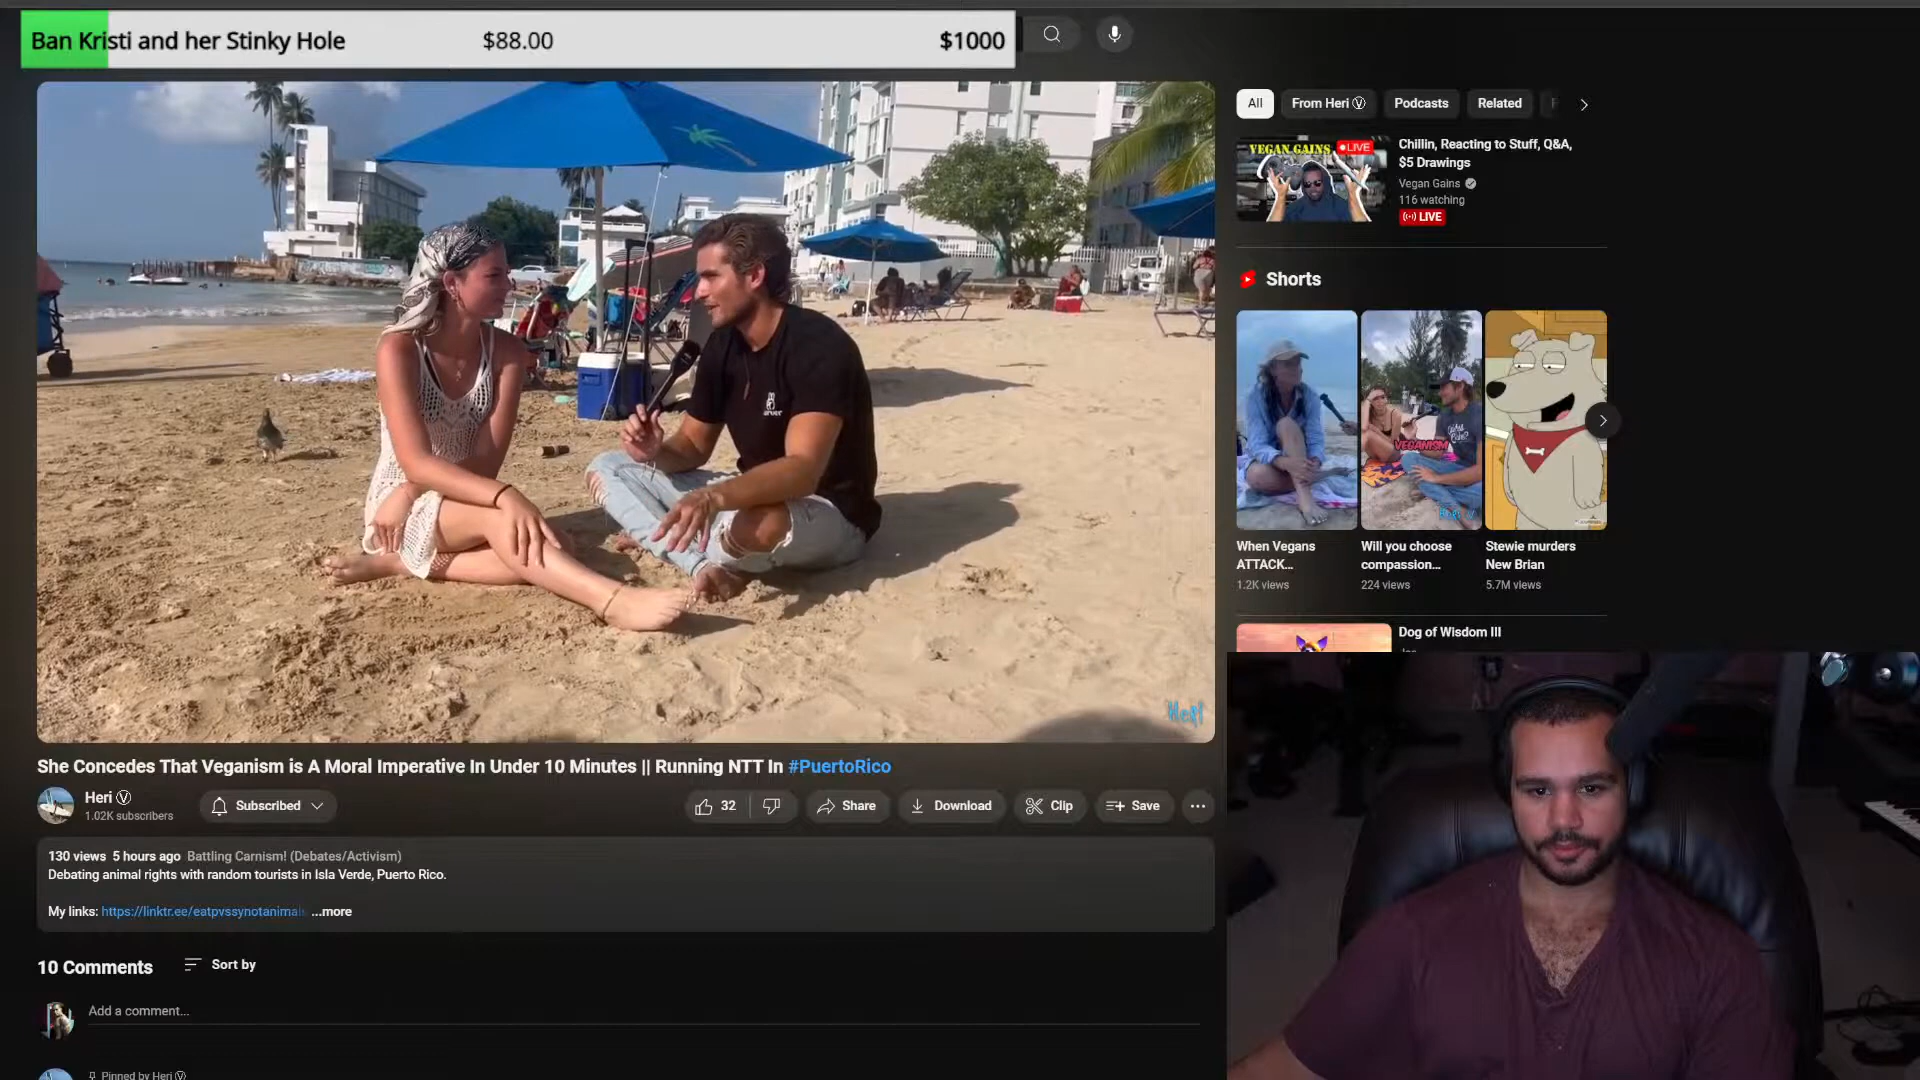 Ban Kristi and her Stinky Hole $88.00 $1000
All From Heri Ⓥ Podcasts Related
VEGAN GAINS LIVE
Chillin, Reacting to Stuff, Q&A,
$5 Drawings
Vegan Gains
116 watching
LIVE
Shorts
VEGANISM
When Vegans
ATTACK...
1.2K views
Will you choose
compassion...
224 views
Stewie murders
New Brian
5.7M views
Dog of Wisdom III
Heri
She Concedes That Veganism is A Moral Imperative In Under 10 Minutes || Running NTT In #PuertoRico
Heri Ⓥ
1.02K subscribers
Subscribed
32
Share
Download
Clip
Save
130 views 5 hours ago Battling Carnism! (Debates/Activism)
Debating animal rights with random tourists in Isla Verde, Puerto Rico.
My links: https://linktr.ee/eatpvssynotanimals ...more
10 Comments
Sort by
Add a comment...
Pinned by Heri Ⓥ